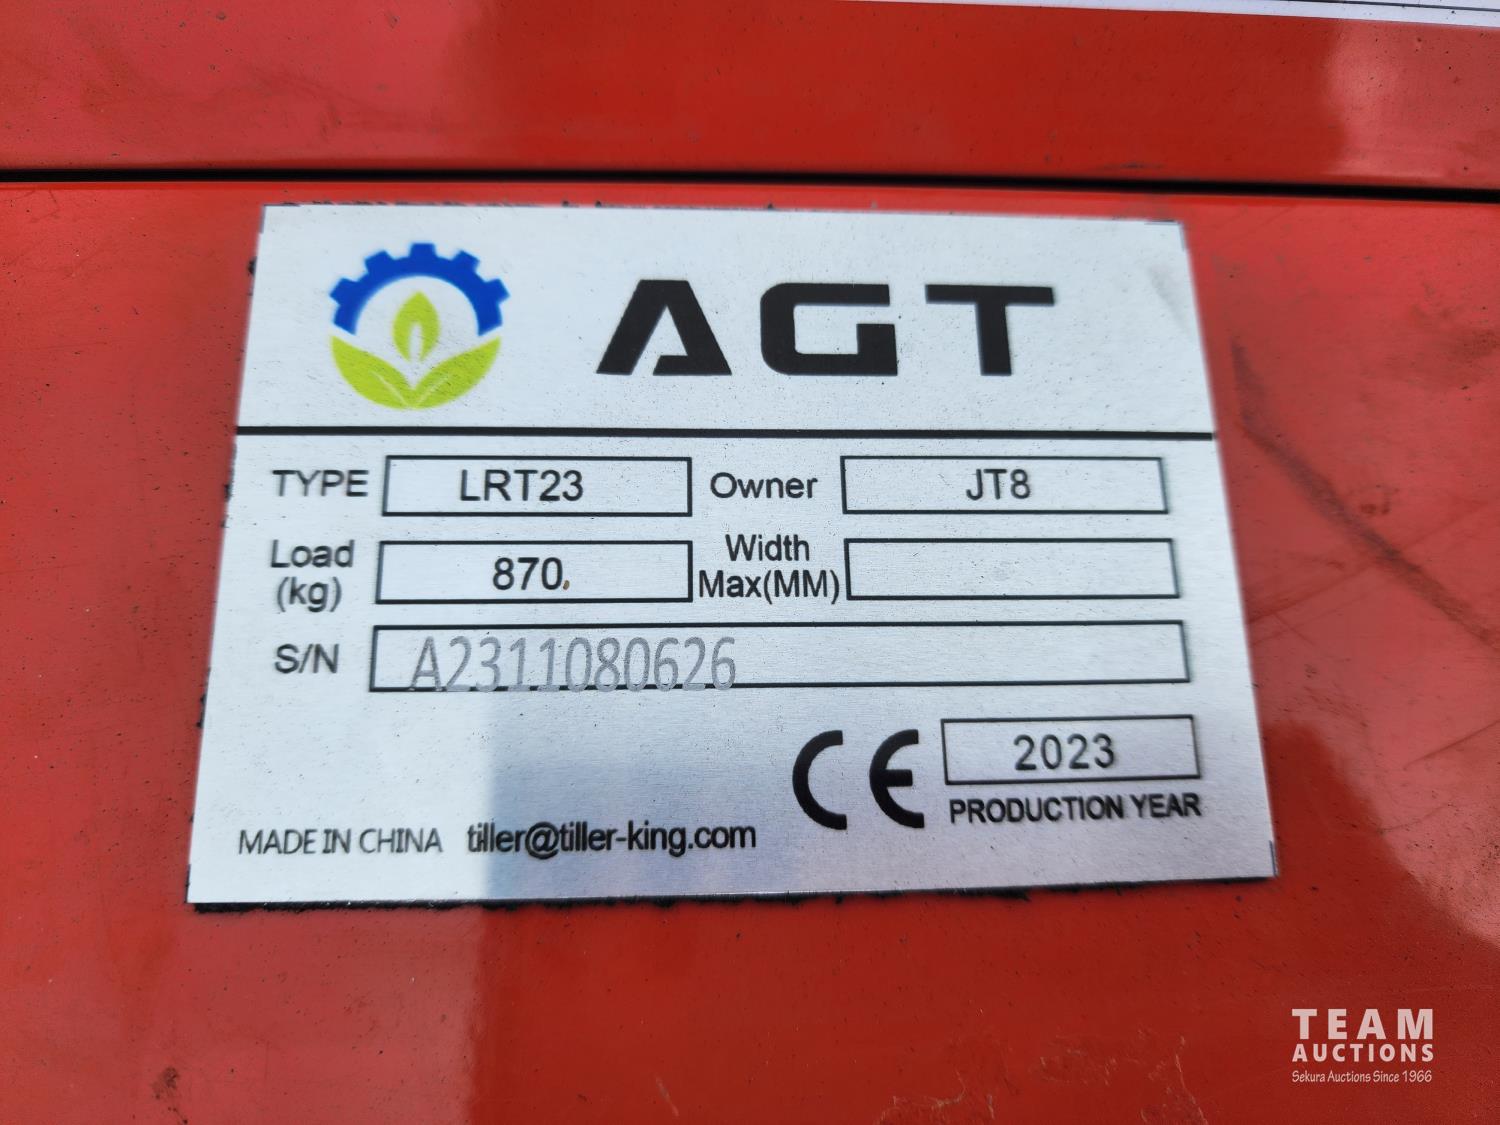 AGT
TYPE LRT23 Owner JT8
Load (kg) 870 Width Max(MM)
S/N A2311080626
CE 2023
PRODUCTION YEAR
MADE IN CHINA tiller@tiller-king.com
TEAM
AUCTIONS
Sekura Auctions Since 1966